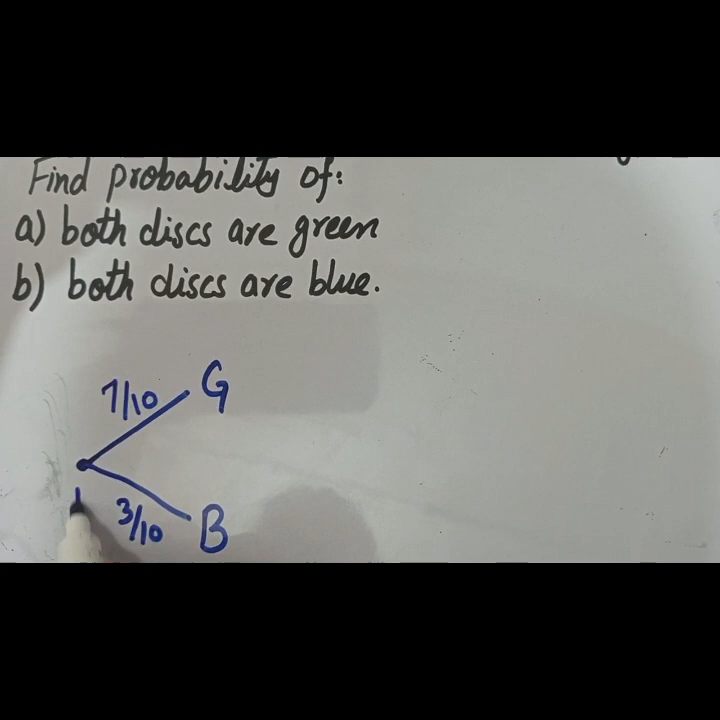 Find probability of:
a) both discs are green
b) both discs are blue.
7/10 G
3/10 B